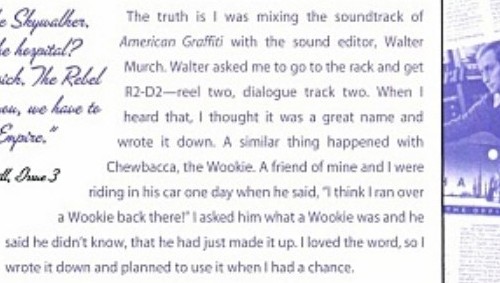 e Skywalker.
he hospital?
sick. The Rebel
you, we have to
Empire."
ll, Issue 3
The truth is I was mixing the soundtrack of
American Graffiti with the sound editor, Walter
Murch. Walter asked me to go to the rack and get
R2-D2—reel two, dialogue track two. When I
heard that, I thought it was a great name and
wrote it down. A similar thing happened with
Chewbacca, the Wookie. A friend of mine and I were
riding in his car one day when he said, “I think I ran over
a Wookie back there!” I asked him what a Wookie was and he
said he didn’t know, that he had just made it up. I loved the word, so I
wrote it down and planned to use it when I had a chance.